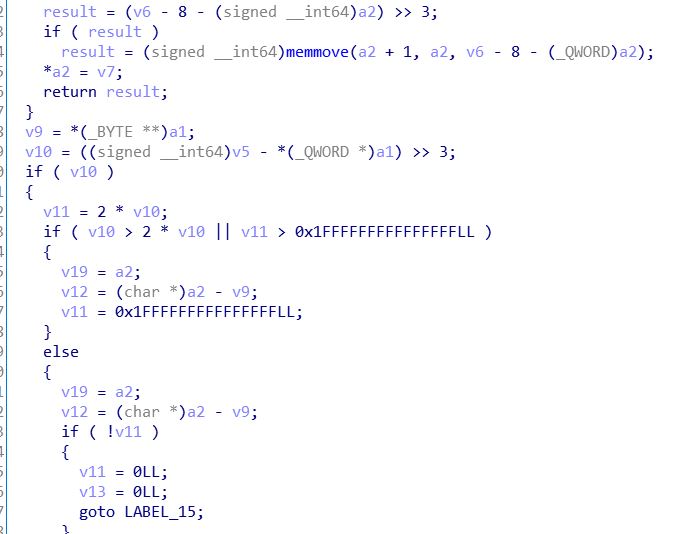 result = (v6 - 8 - (signed __int64)a2) >> 3;
if ( result )
result = (signed __int64)memmove(a2 + 1, a2, v6 - 8 - (_QWORD)a2);
*a2 = v7;
return result;
}
v9 = *(_BYTE **)a1;
v10 = ((signed __int64)v5 - *(_QWORD *)a1) >> 3;
if ( v10 )
{
v11 = 2 * v10;
if ( v10 > 2 * v10 || v11 > 0x1FFFFFFFFFFFFFFFLL )
{
v19 = a2;
v12 = (char *)a2 - v9;
v11 = 0x1FFFFFFFFFFFFFFFLL;
}
else
{
v19 = a2;
v12 = (char *)a2 - v9;
if ( !v11 )
{
v11 = 0LL;
v13 = 0LL;
goto LABEL_15;
}